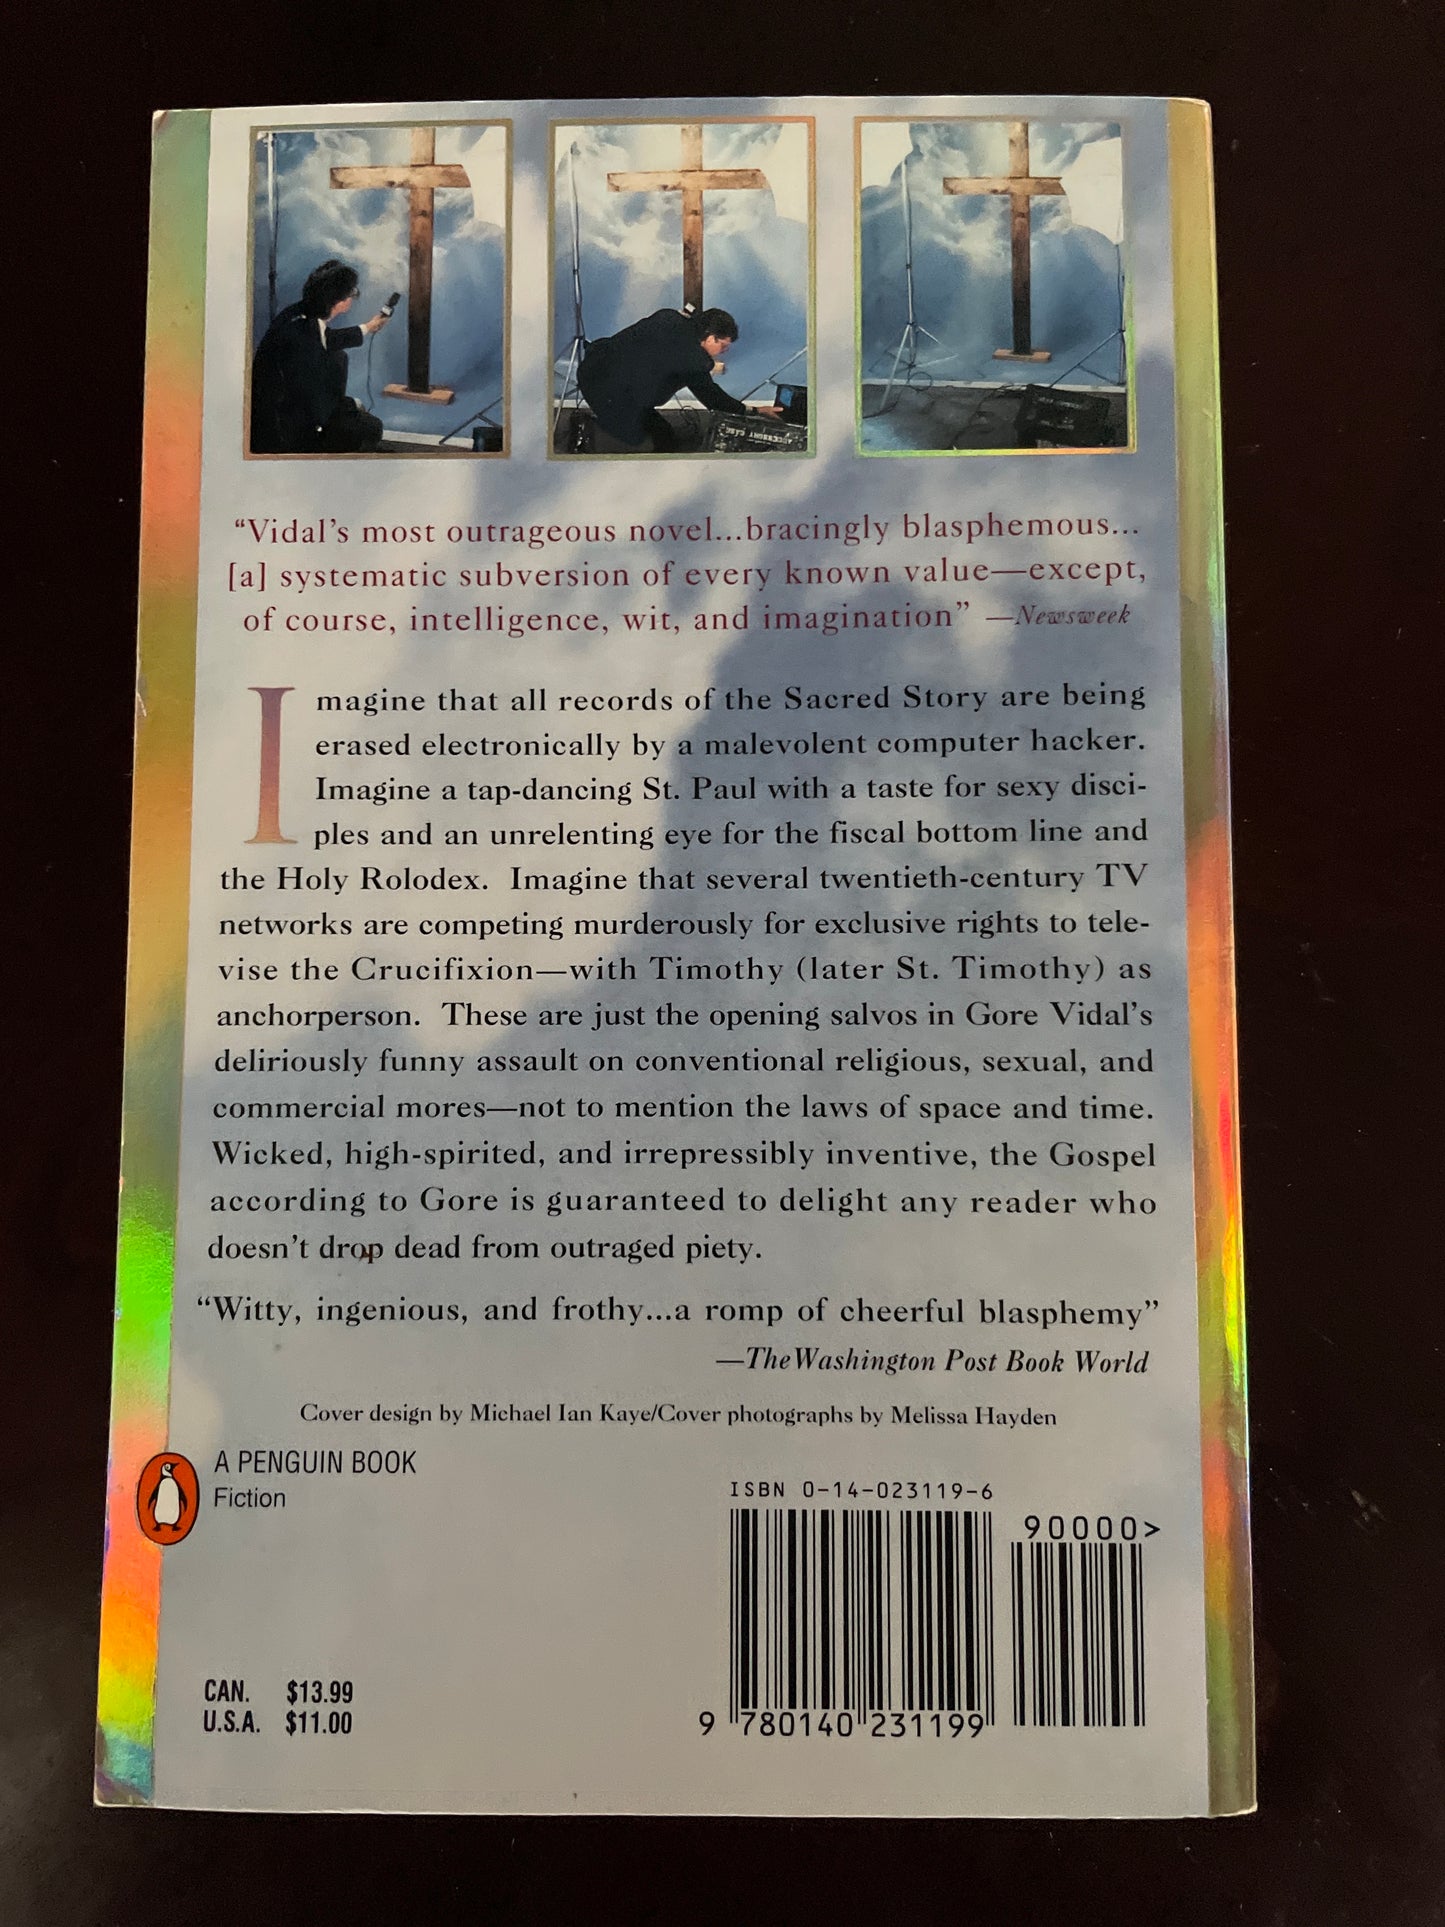 ACCESSORY CASE
“Vidal’s most outrageous novel...bracingly blasphemous...
[a] systematic subversion of every known value—except,
of course, intelligence, wit, and imagination” —Newsweek
Imagine that all records of the Sacred Story are being
erased electronically by a malevolent computer hacker.
Imagine a tap-dancing St. Paul with a taste for sexy disci-
ples and an unrelenting eye for the fiscal bottom line and
the Holy Rolodex. Imagine that several twentieth-century TV
networks are competing murderously for exclusive rights to tele-
vise the Crucifixion—with Timothy (later St. Timothy) as
anchorperson. These are just the opening salvos in Gore Vidal’s
deliriously funny assault on conventional religious, sexual, and
commercial mores—not to mention the laws of space and time.
Wicked, high-spirited, and irrepressibly inventive, the Gospel
according to Gore is guaranteed to delight any reader who
doesn’t drop dead from outraged piety.
“Witty, ingenious, and frothy...a romp of cheerful blasphemy”
—The Washington Post Book World
Cover design by Michael Ian Kaye/Cover photographs by Melissa Hayden
A PENGUIN BOOK
Fiction
ISBN 0-14-023119-6
90000>
9 780140 231199
CAN. $13.99
U.S.A. $11.00